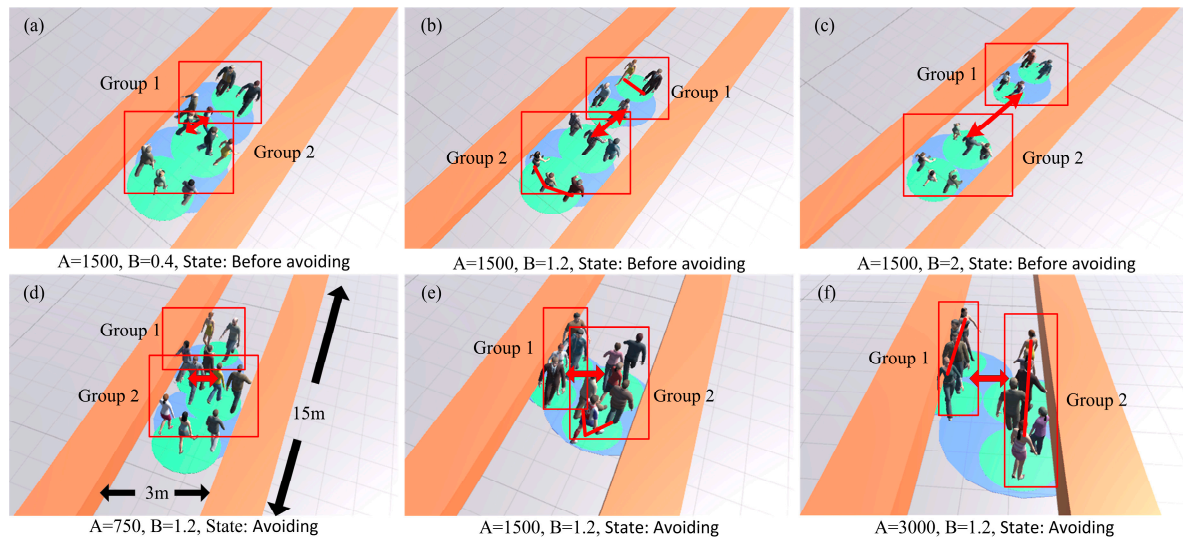 (a)
Group 1
Group 2
A=1500, B=0.4, State: Before avoiding
(b)
Group 1
Group 2
A=1500, B=1.2, State: Before avoiding
(c)
Group 1
Group 2
A=1500, B=2, State: Before avoiding
(d)
Group 1
Group 2
15m
3m
A=750, B=1.2, State: Avoiding
(e)
Group 1
Group 2
A=1500, B=1.2, State: Avoiding
(f)
Group 1
Group 2
A=3000, B=1.2, State: Avoiding